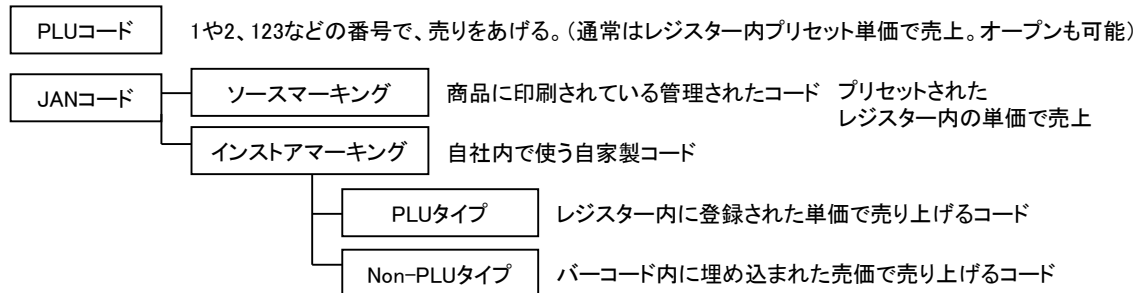 PLUコード 1や2、123などの番号で、売りをあげる。（通常はレジスター内プリセット単価で売上。オープンも可能）
JANコード ソースマーキング 商品に印刷されている管理されたコード プリセットされた
レジスター内の単価で売上
インストアマーキング 自社内で使う自家製コード
PLUタイプ レジスター内に登録された単価で売り上げるコード
Non-PLUタイプ バーコード内に埋め込まれた売価で売り上げるコード